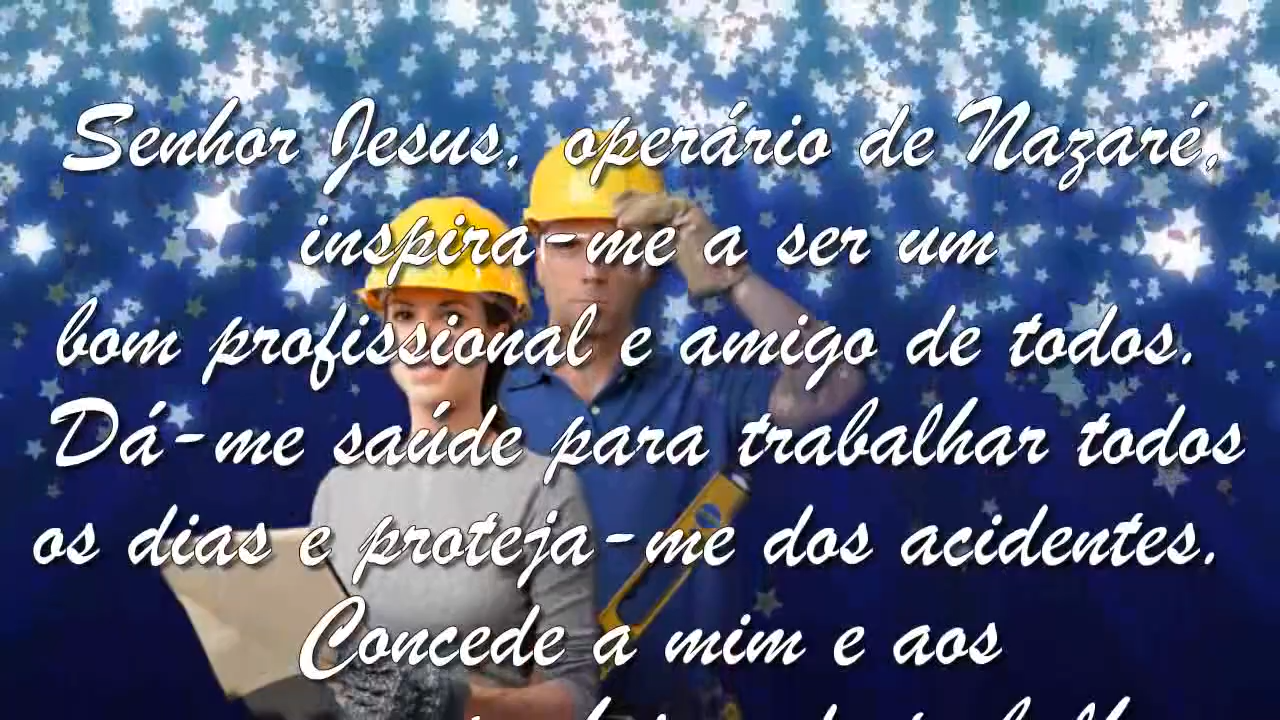 Senhor Jesus, operário de Nazaré,
inspira-me a ser um
bom profissional e amigo de todos.
Dá-me saúde para trabalhar todos
os dias e proteja-me dos acidentes.
Concede a mim e aos